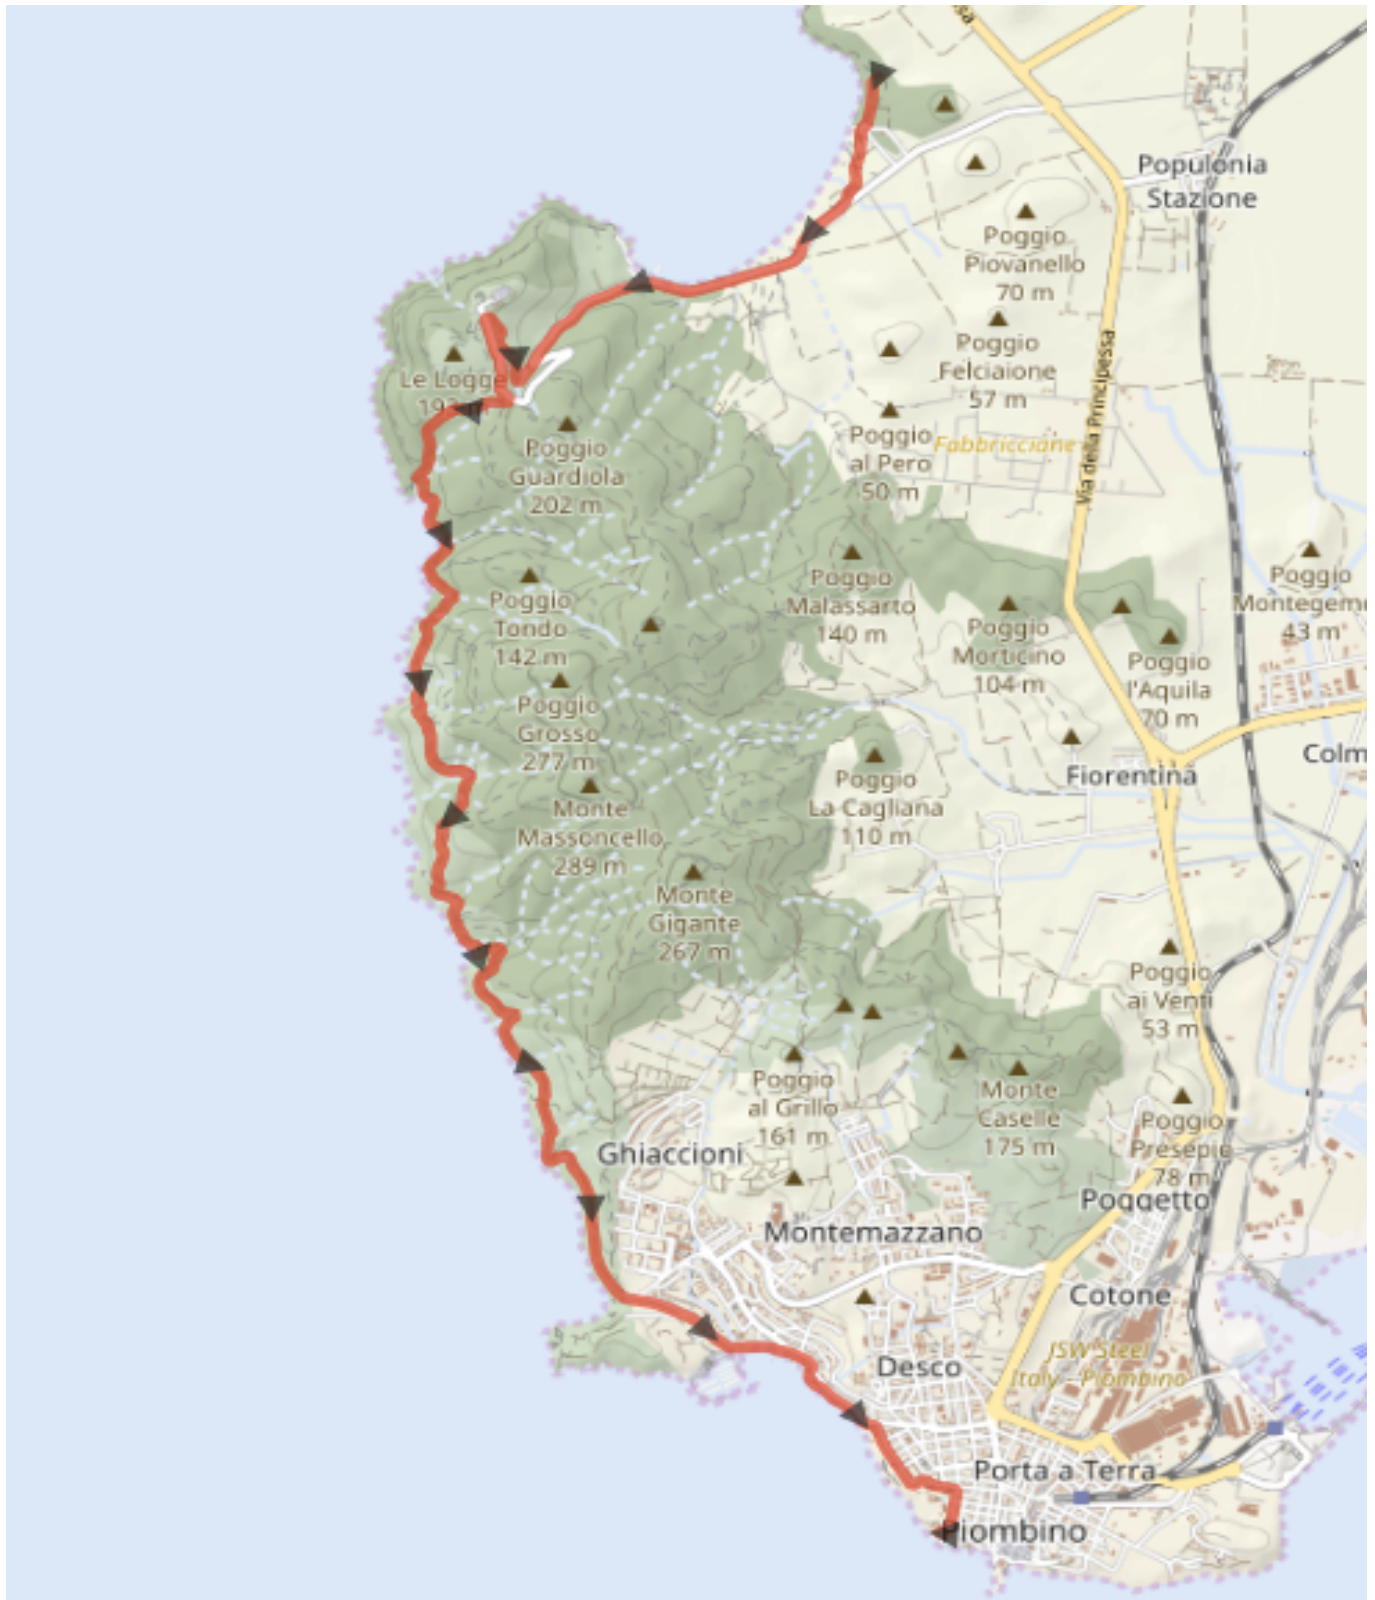 sa
Populonia
Stazione
Poggio
Piovanello
70 m
Poggio
Felciaione
57 m
Via della Principessa
Le Logge
Poggio
Guardiola
202 m
Poggio
al Pero
50 m
Fabbricciane
Poggio
Malassarto
140 m
Poggio
Tondo
142 m
Poggio
Morticino
104 m
Poggio
l'Aquila
70 m
Poggio
Montegem
43 m
Poggio
Grosso
277 m
Monte
Massoncello
289 m
Poggio
La Cagliana
110 m
Fiorentina
Colm
Monte
Gigante
267 m
Poggio
ai Venti
53 m
Poggio
al Grillo
161 m
Monte
Caselle
175 m
Poggio
Presepio
78 m
Ghiaccioni
Poggetto
Montemazzano
Cotone
JSW Steel
Italy - Piombino
Desco
Porta a Terra
Piombino